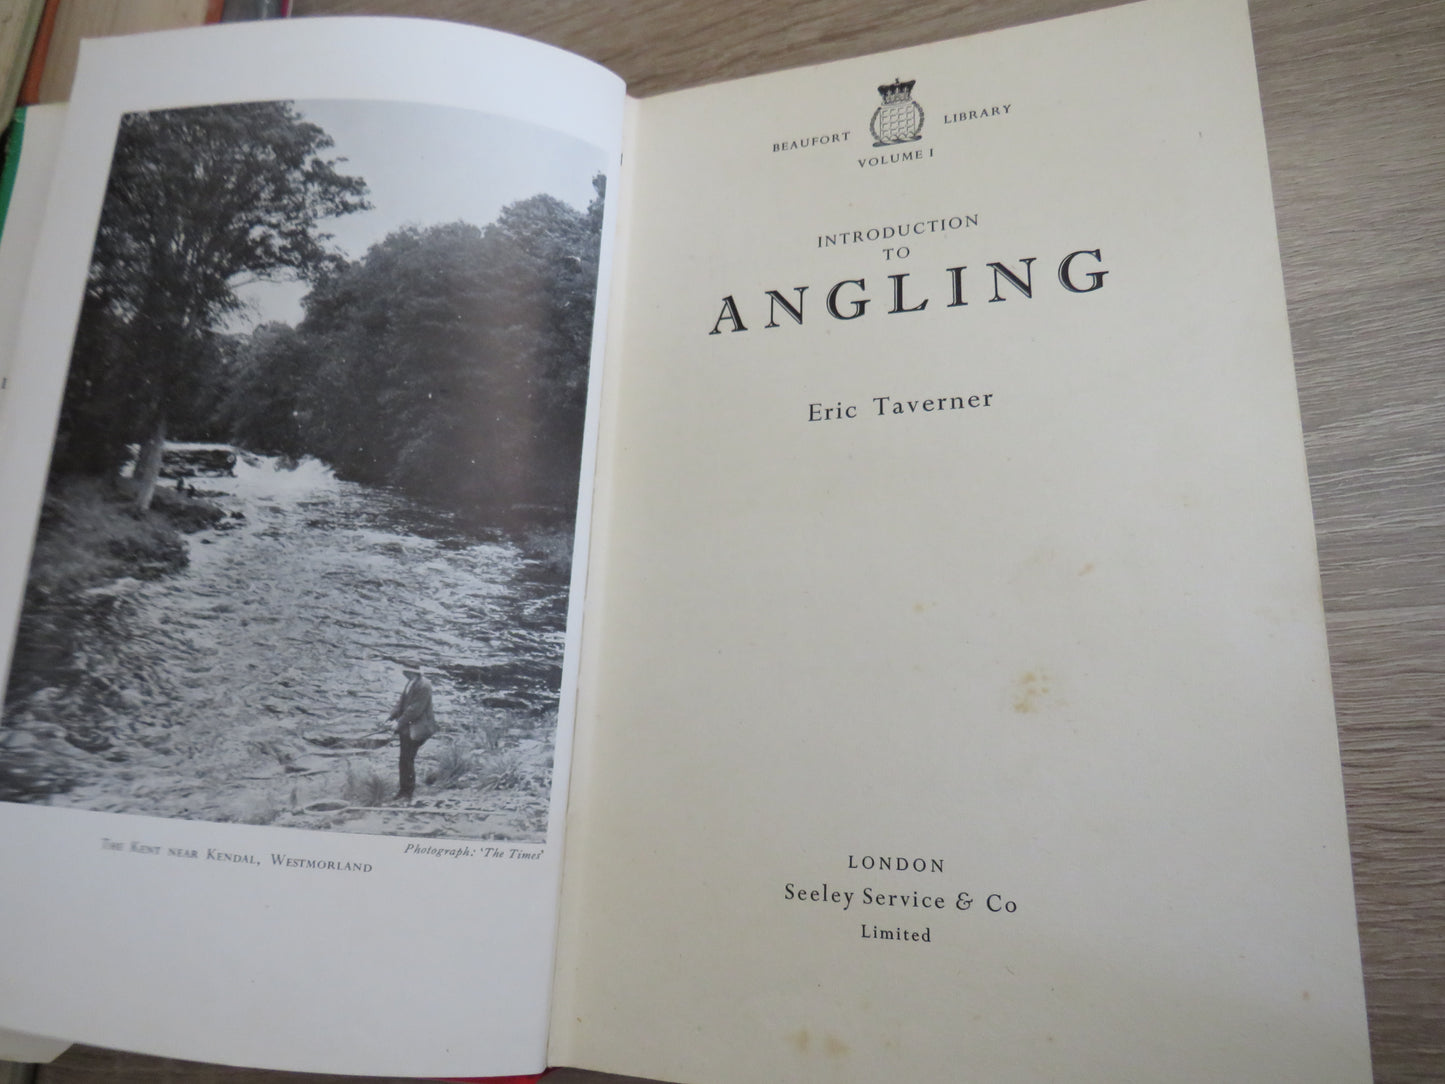 Photograph: 'The Times'
THE KENT NEAR KENDAL, WESTMORLAND
BEAUFORT LIBRARY
VOLUME I
INTRODUCTION
TO
ANGLING
Eric Taverner
LONDON
Seeley Service & Co
Limited